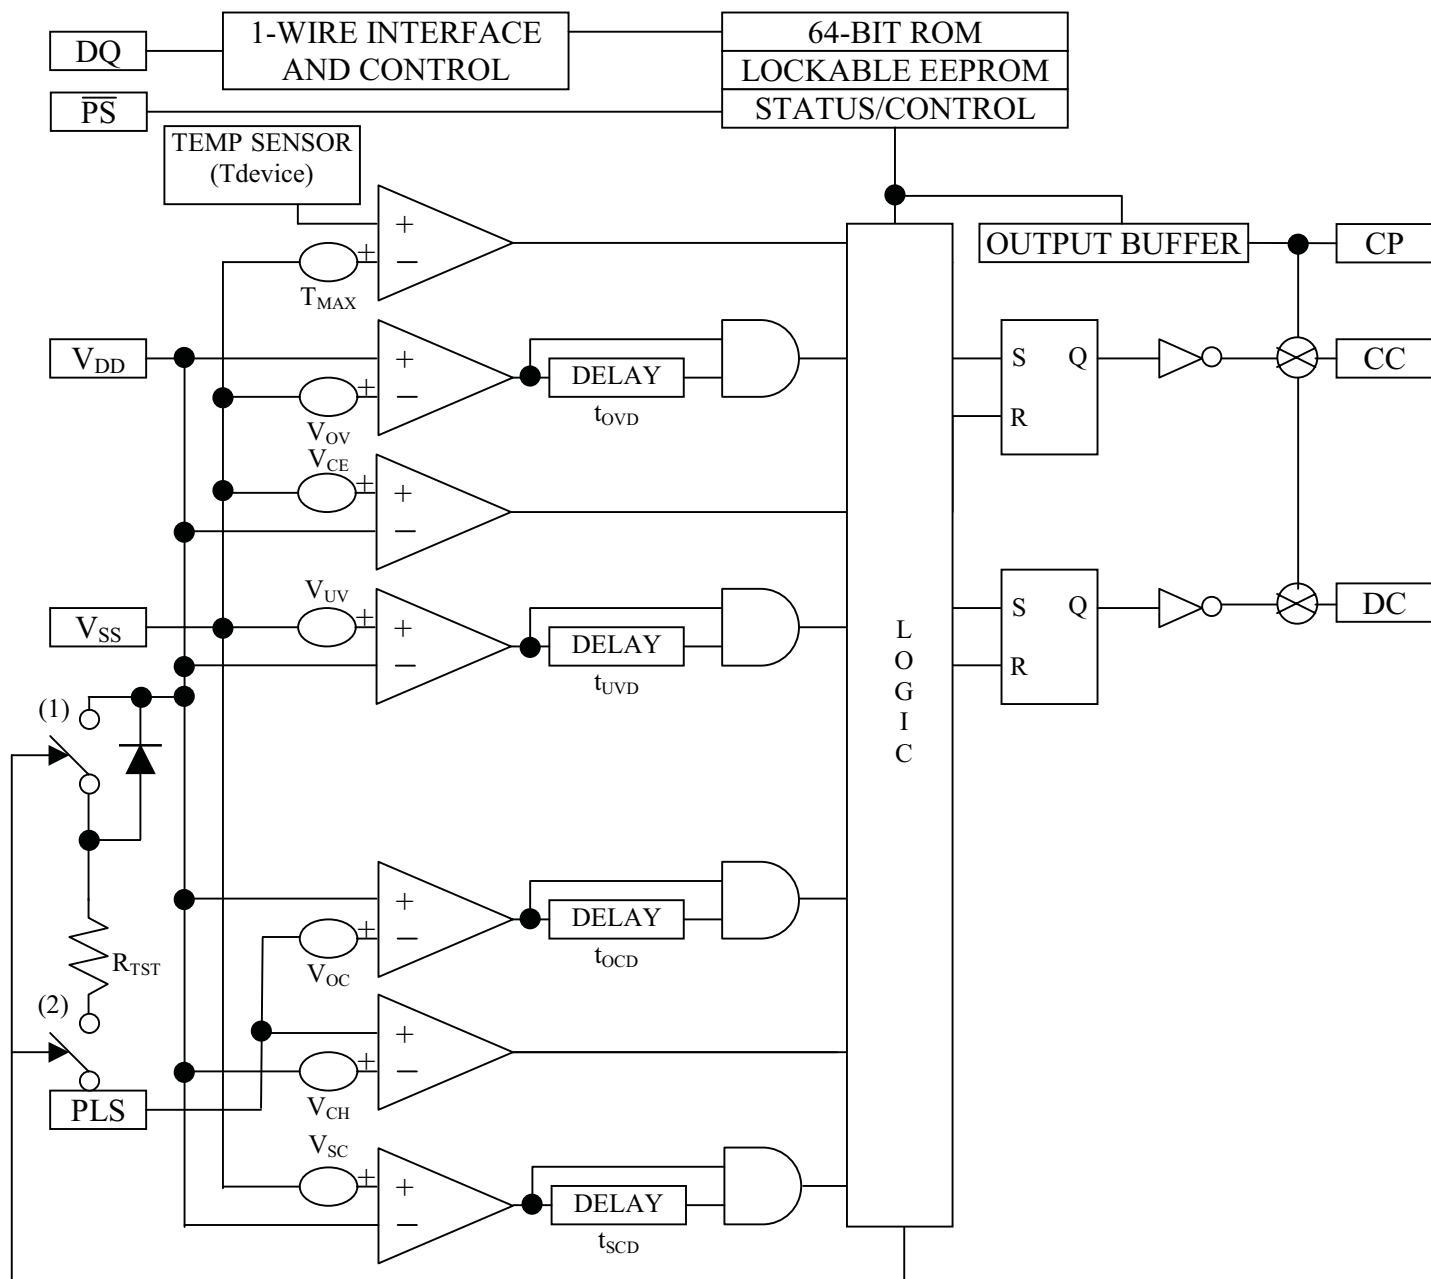 DQ
1-WIRE INTERFACE
AND CONTROL
64-BIT ROM
LOCKABLE EEPROM
STATUS/CONTROL
P̅S̅
TEMP SENSOR
(Tdevice)
+
+
−
T_MAX
OUTPUT BUFFER
CP
V_DD
+
+
−
V_OV
DELAY
t_OVD
S
Q
R
CC
V_CE
+
+
−
V_SS
V_UV
+
+
−
DELAY
t_UVD
LOGIC
S
Q
R
DC
(1)
+
+
−
V_OC
DELAY
t_OCD
R_TST
(2)
PLS
+
+
−
V_CH
V_SC
+
+
−
DELAY
t_SCD